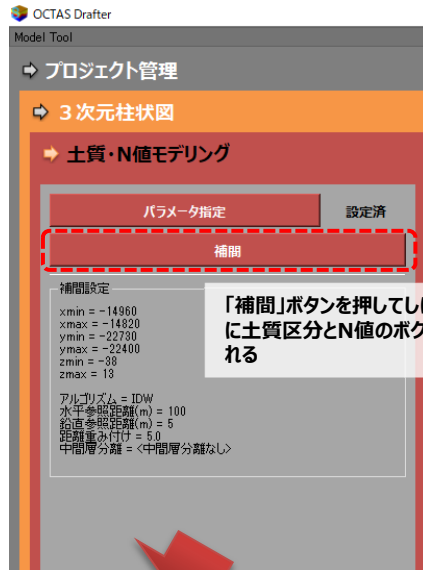 OCTAS Drafter
Model Tool
プロジェクト管理
３次元柱状図
土質・N値モデリング
パラメータ指定
設定済
補間
補間設定
xmin = -14960
xmax = -14820
ymin = -22730
ymax = -22400
zmin = -38
zmax = 13
アルゴリズム = IDW
水平参照距離(m) = 100
鉛直参照距離(m) = 5
距離重み付け = 5.0
中間層分離 = <中間層分離なし>
「補間」ボタンを押してし
に土質区分とN値のボク
れる